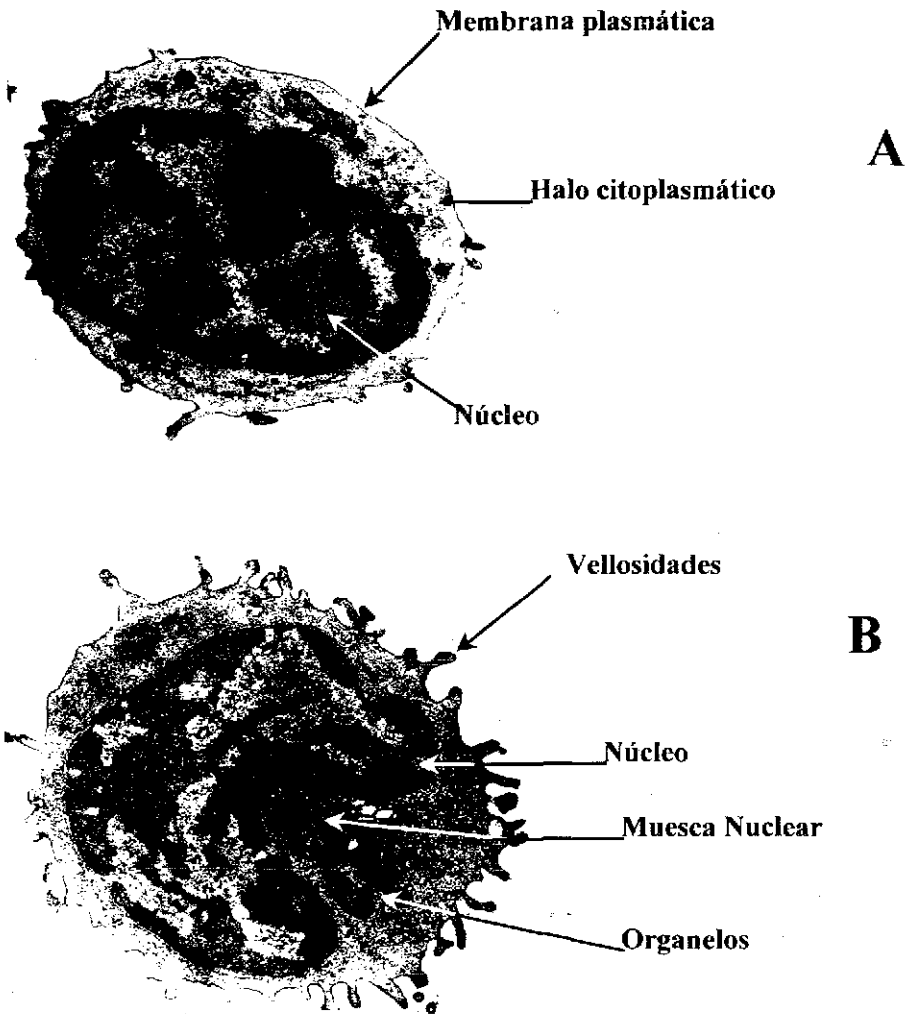 Membrana plasmática
A
Halo citoplasmático
Núcleo
Vellosidades
B
Núcleo
Muesca Nuclear
Organelos